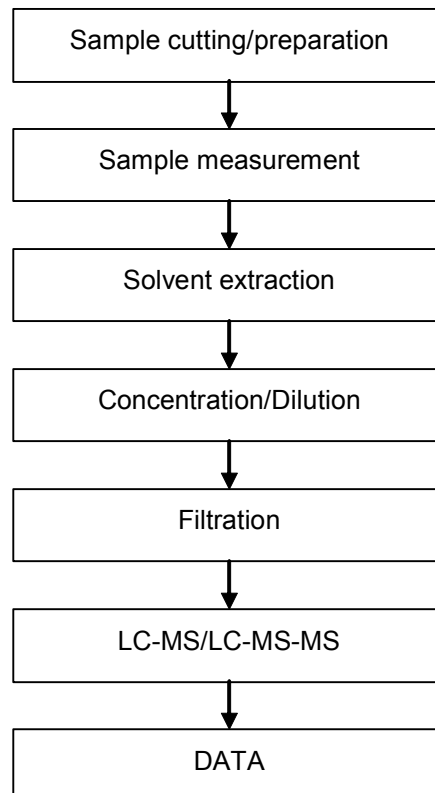 Sample cutting/preparation
Sample measurement
Solvent extraction
Concentration/Dilution
Filtration
LC-MS/LC-MS-MS
DATA